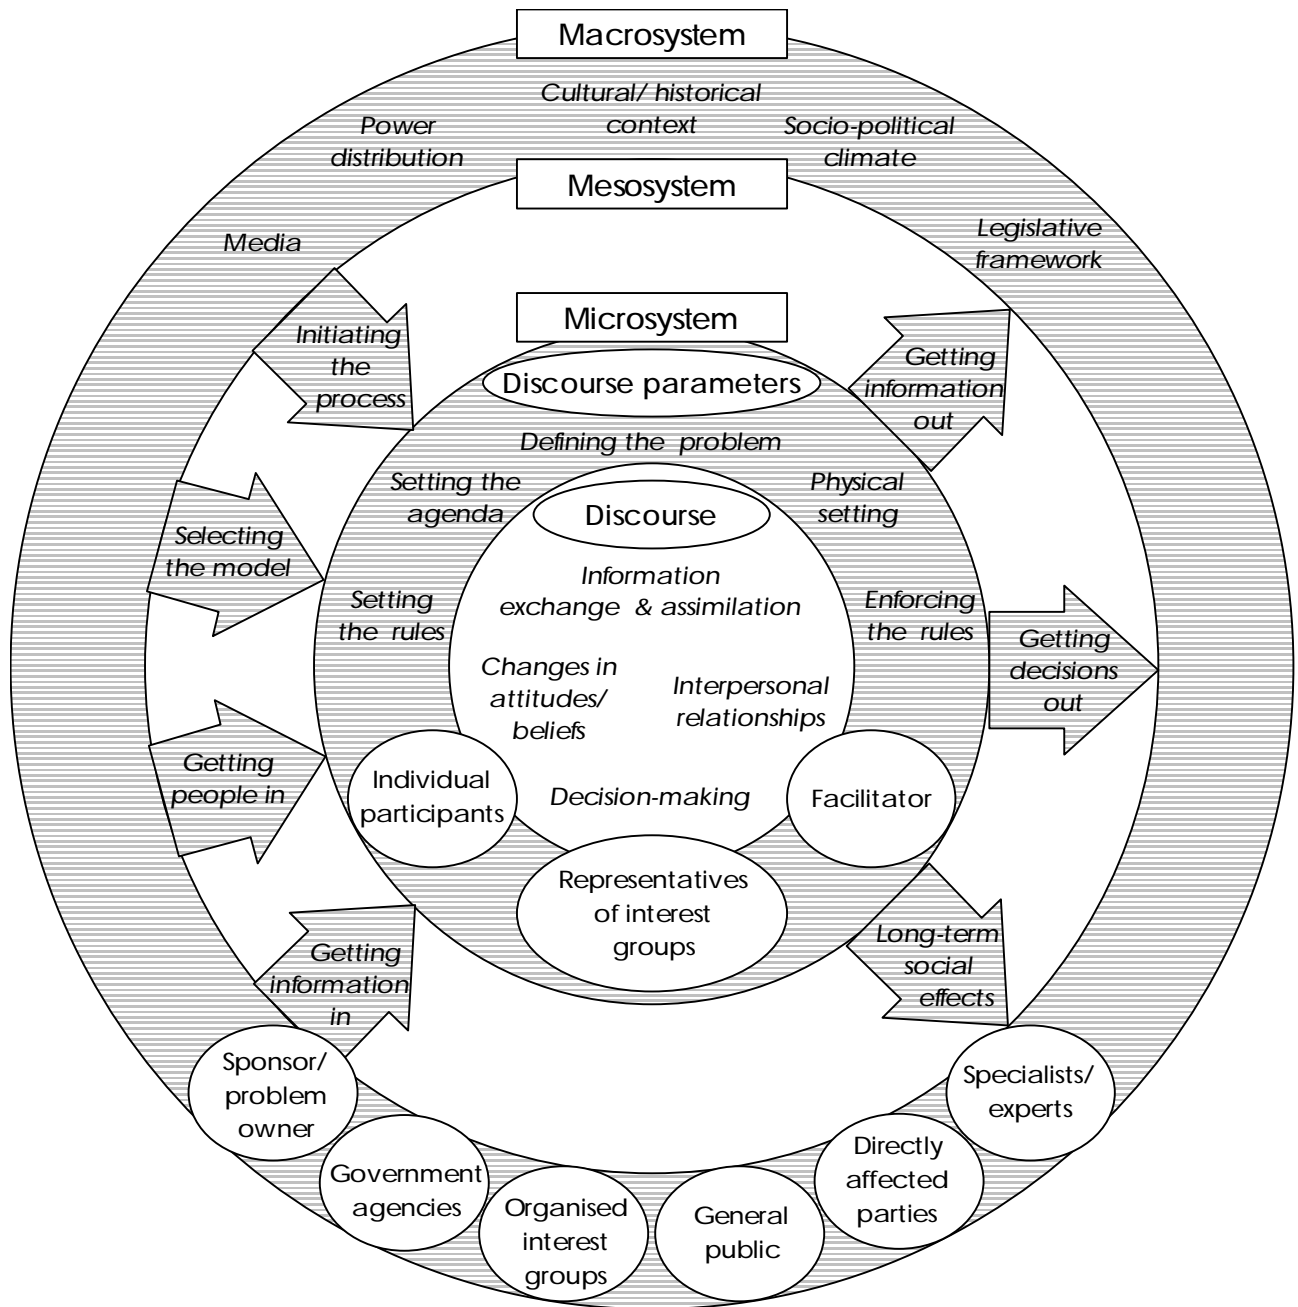 Macrosystem
Cultural/ historical
context
Power
distribution
Socio-political
climate
Mesosystem
Media
Legislative
framework
Microsystem
Initiating
the
process
Discourse parameters
Getting
information
out
Defining the problem
Setting the
agenda
Physical
setting
Discourse
Selecting
the model
Information
exchange & assimilation
Setting
the rules
Enforcing
the rules
Getting
decisions
out
Changes in
attitudes/
beliefs
Interpersonal
relationships
Getting
people in
Individual
participants
Decision-making
Facilitator
Representatives
of interest
groups
Getting
information
in
Long-term
social
effects
Sponsor/
problem
owner
Specialists/
experts
Government
agencies
Directly
affected
parties
Organised
interest
groups
General
public